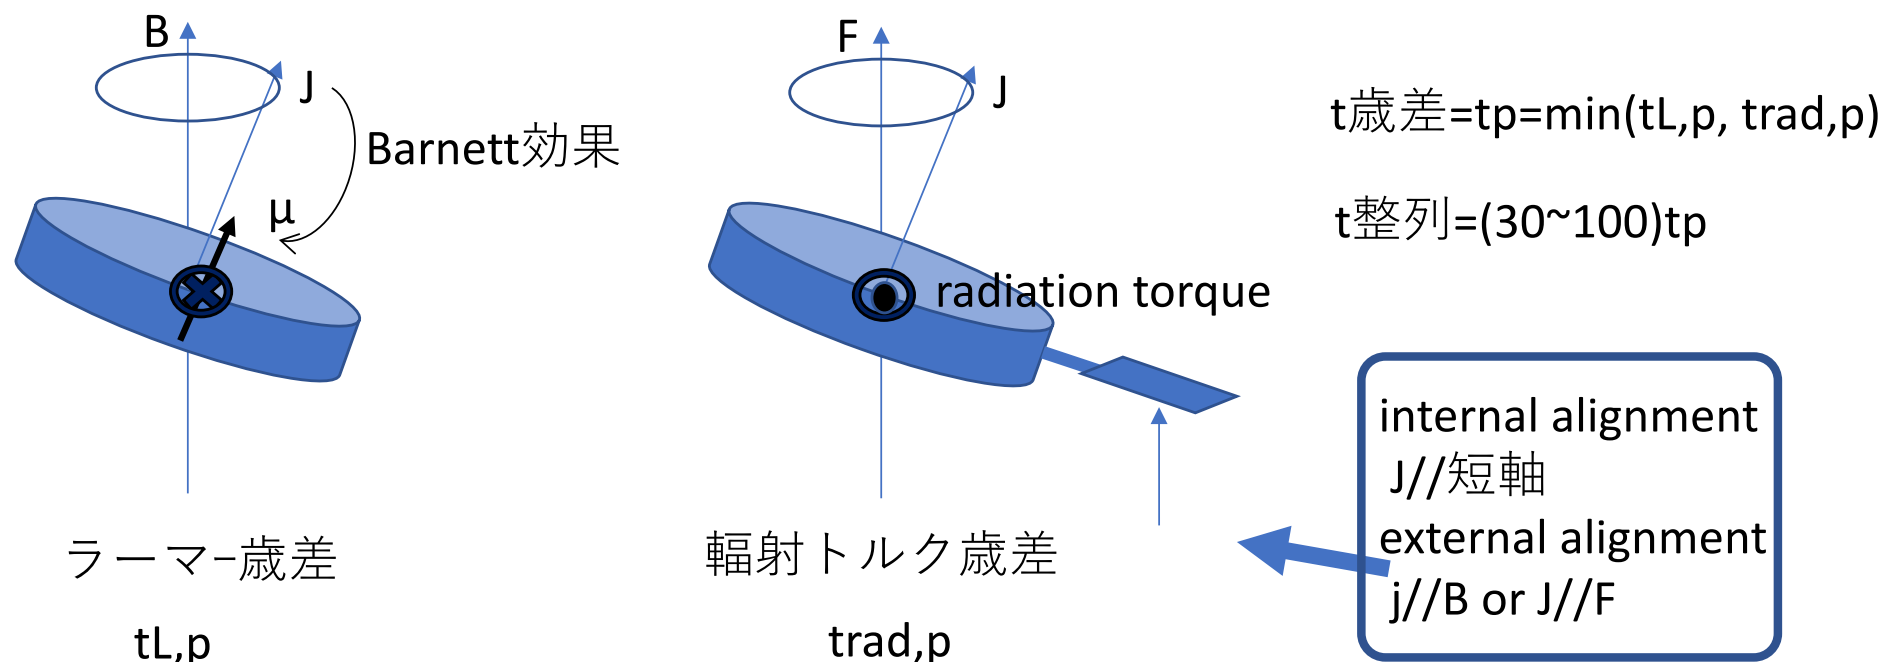 B
J
Barnett効果
μ
ラーマー歳差
tL,p
F
J
radiation torque
輻射トルク歳差
trad,p
t歳差=tp=min(tL,p, trad,p)
t整列=(30~100)tp
internal alignment
J//短軸
external alignment
j//B or J//F